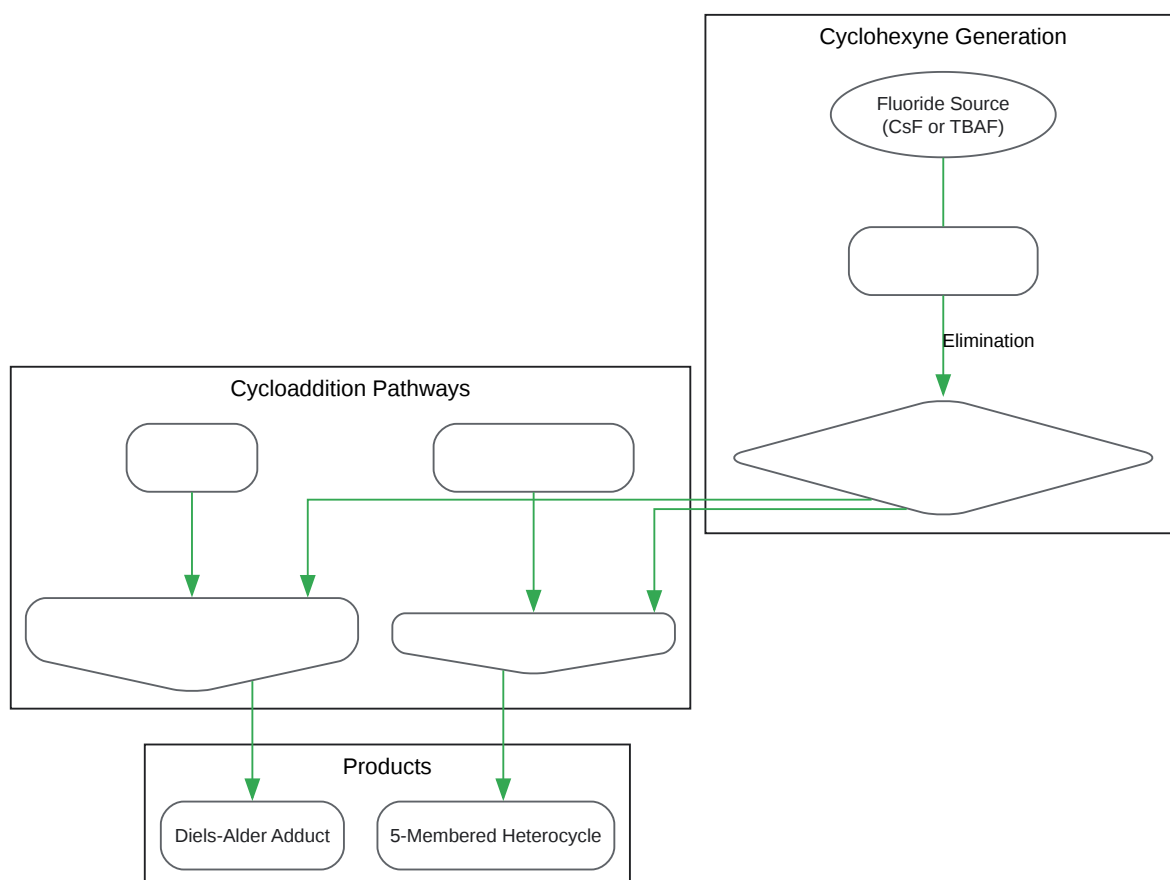 Cyclohexyne Generation
Fluoride Source
(CsF or TBAF)
Elimination
Cycloaddition Pathways
Products
Diels-Alder Adduct
5-Membered Heterocycle